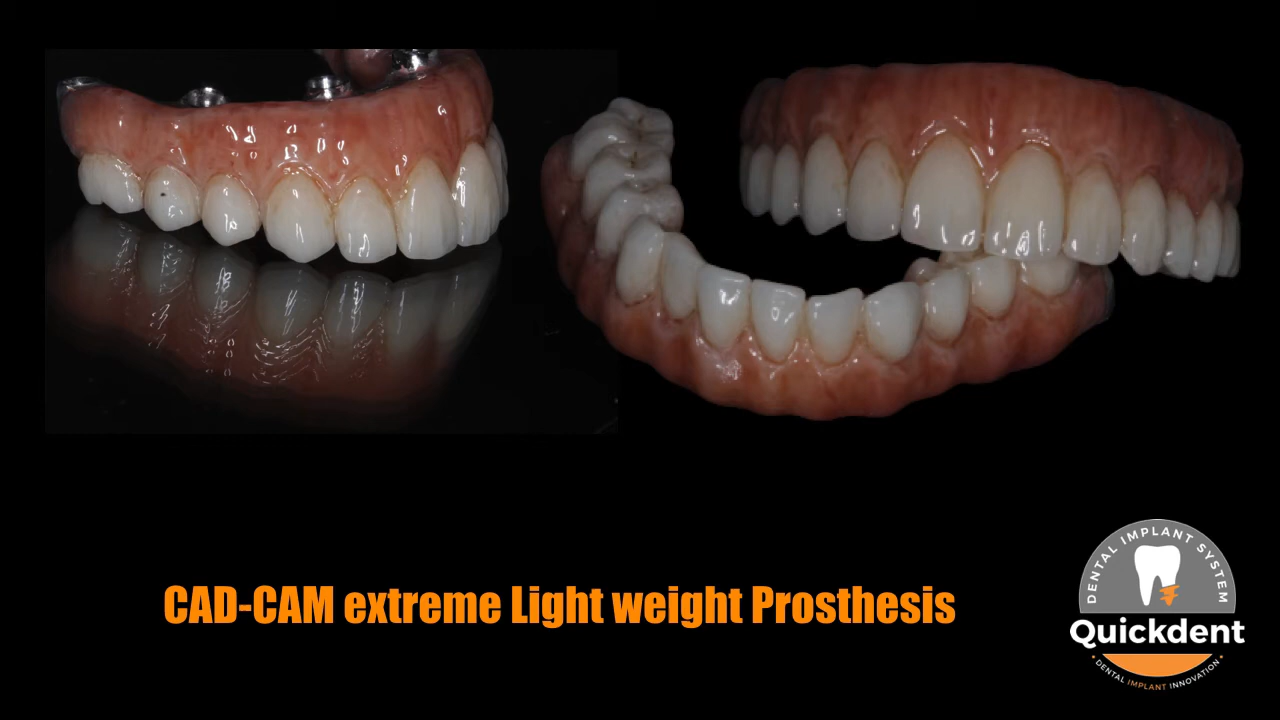 CAD-CAM extreme Light weight Prosthesis
DENTAL IMPLANT SYSTEM
Quickdent
• DENTAL IMPLANT INNOVATION •